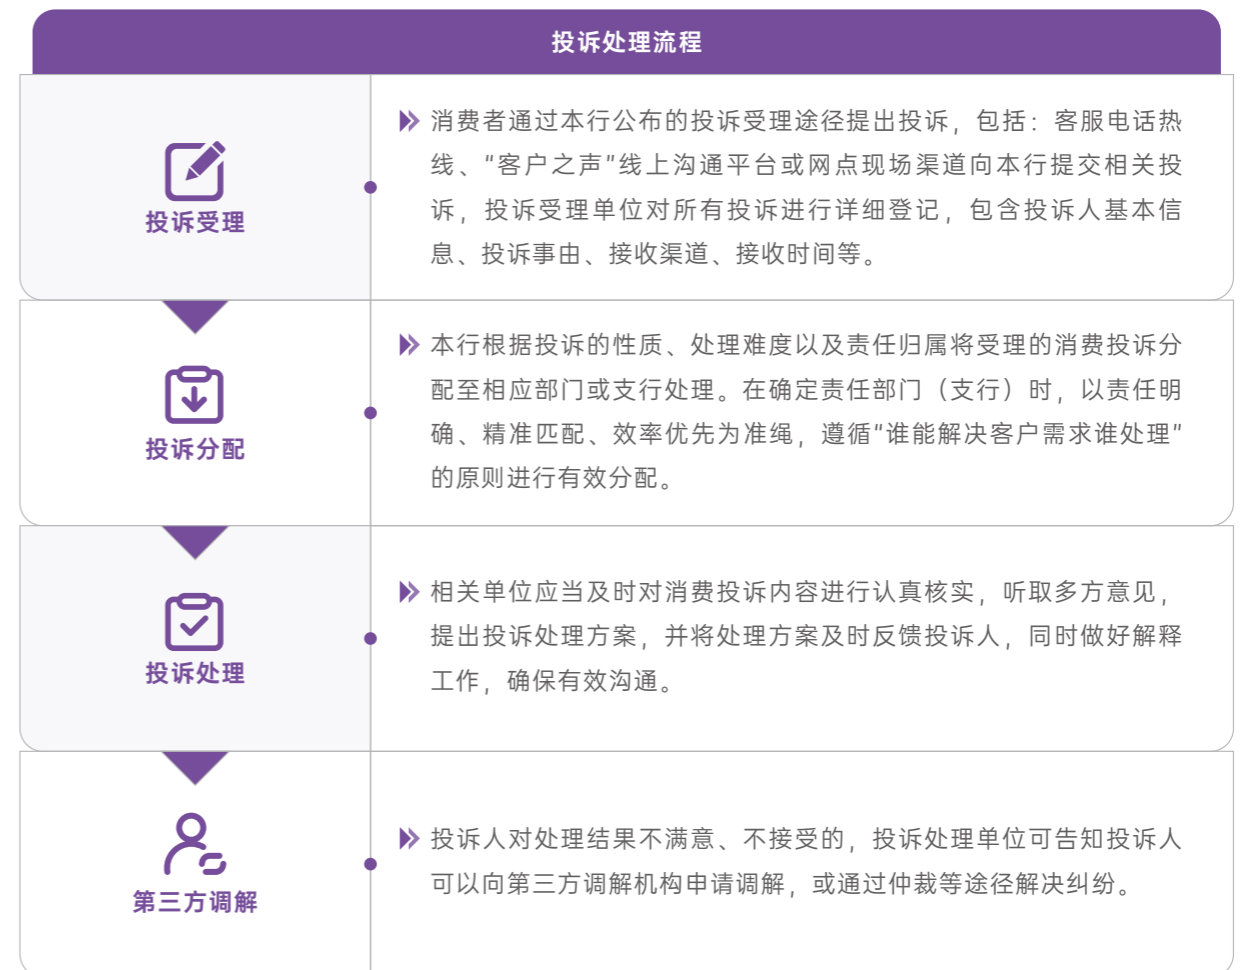 投诉处理流程
投诉受理
消费者通过本行公布的投诉受理途径提出投诉，包括：客服电话热
线、“客户之声”线上沟通平台或网点现场渠道向本行提交相关投
诉，投诉受理单位对所有投诉进行详细登记，包含投诉人基本信
息、投诉事由、接收渠道、接收时间等。
投诉分配
本行根据投诉的性质、处理难度以及责任归属将受理的消费投诉分
配至相应部门或支行处理。在确定责任部门（支行）时，以责任明
确、精准匹配、效率优先为准绳，遵循“谁能解决客户需求谁处理”
的原则进行有效分配。
投诉处理
相关单位应当及时对消费投诉内容进行认真核实，听取多方意见，
提出投诉处理方案，并将处理方案及时反馈投诉人，同时做好解释
工作，确保有效沟通。
第三方调解
投诉人对处理结果不满意、不接受的，投诉处理单位可告知投诉人
可以向第三方调解机构申请调解，或通过仲裁等途径解决纠纷。